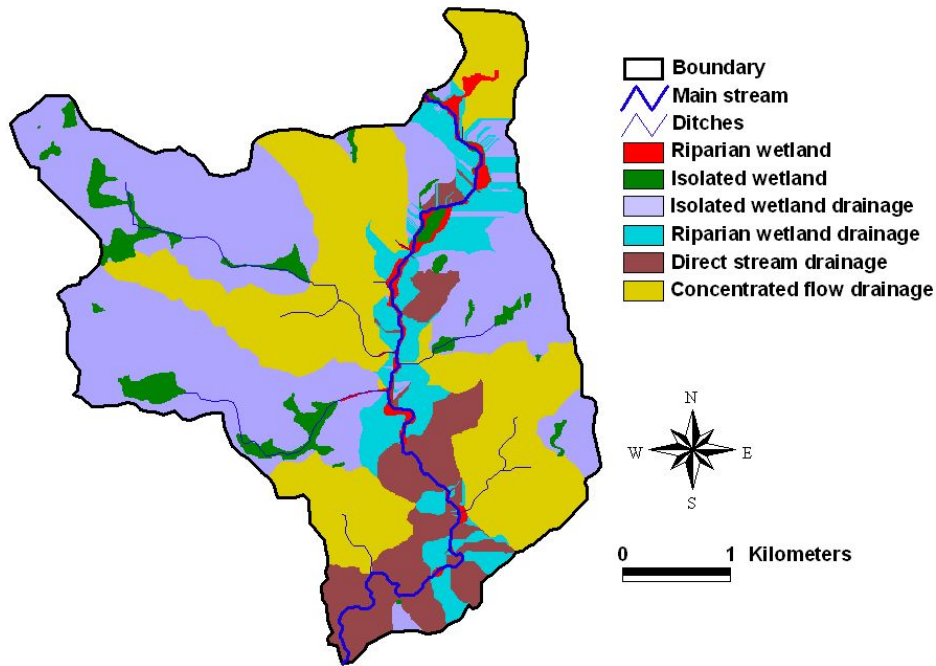 Boundary
Main stream
Ditches
Riparian wetland
Isolated wetland
Isolated wetland drainage
Riparian wetland drainage
Direct stream drainage
Concentrated flow drainage
N
W E
S
0 1 Kilometers